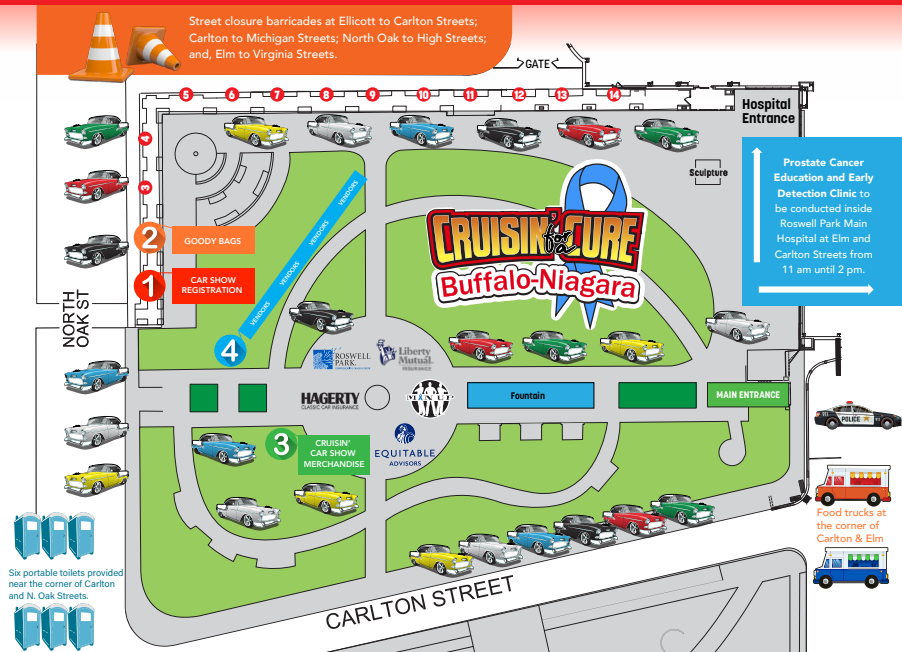 Street closure barricades at Ellicott to Carlton Streets;
Carlton to Michigan Streets; North Oak to High Streets;
and, Elm to Virginia Streets.
GATE
5 6 7 8 9 10 11 12 13 14
Hospital
Entrance
4
3
Sculpture
Prostate Cancer
Education and Early
Detection Clinic to
be conducted inside
Roswell Park Main
Hospital at Elm and
Carlton Streets from
11 am until 2 pm.
VENDORS
VENDORS
VENDORS
VENDORS
2 GOODY BAGS
1 CAR SHOW
REGISTRATION
CRUISIN' for a CURE
Buffalo-Niagara
NORTH
OAK ST
4
ROSWELL
PARK
Liberty
Mutual
INSURANCE
HAGERTY
CLASSIC CAR INSURANCE
MAN UP
Fountain
MAIN ENTRANCE
POLICE
3 CRUISIN'
CAR SHOW
MERCHANDISE
EQUITABLE
ADVISORS
Food trucks at
the corner of
Carlton & Elm
Six portable toilets provided
near the corner of Carlton
and N. Oak Streets.
CARLTON STREET